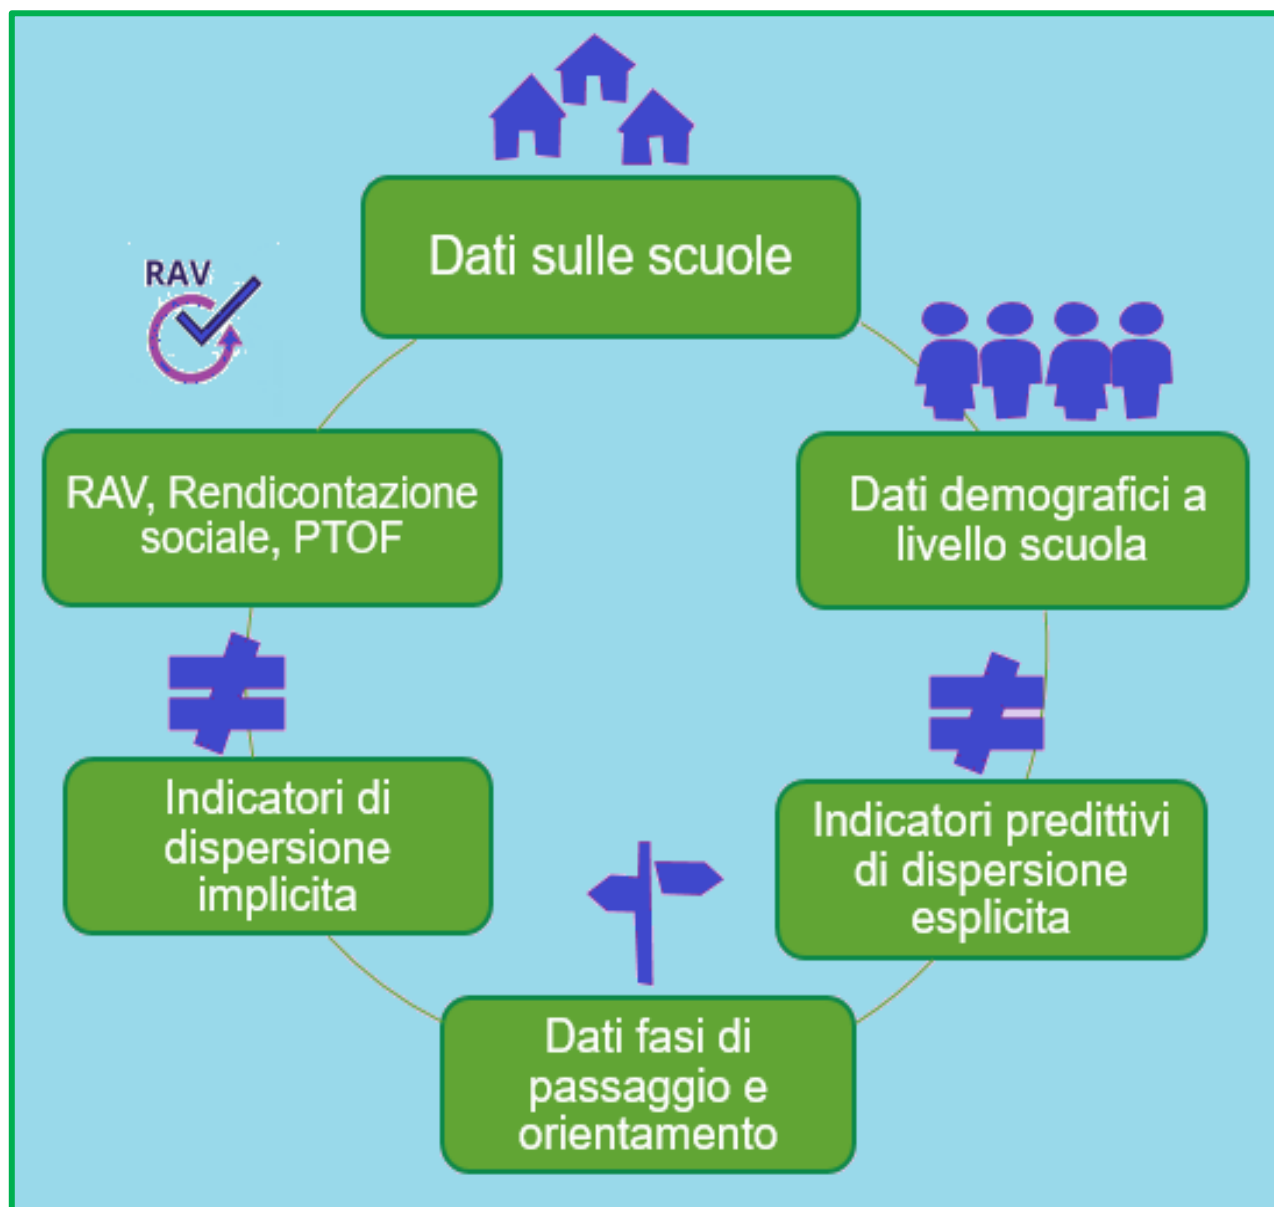 Dati sulle scuole
RAV
RAV, Rendicontazione
sociale, PTOF
Dati demografici a
livello scuola
Indicatori di
dispersione
implicita
Indicatori predittivi
di dispersione
esplicita
Dati fasi di
passaggio e
orientamento